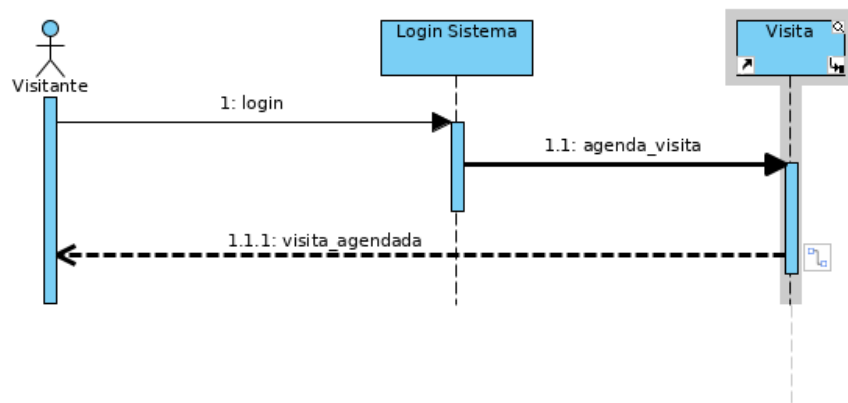 Login Sistema
Visita
Visitante
1: login
1.1: agenda_visita
1.1.1: visita_agendada